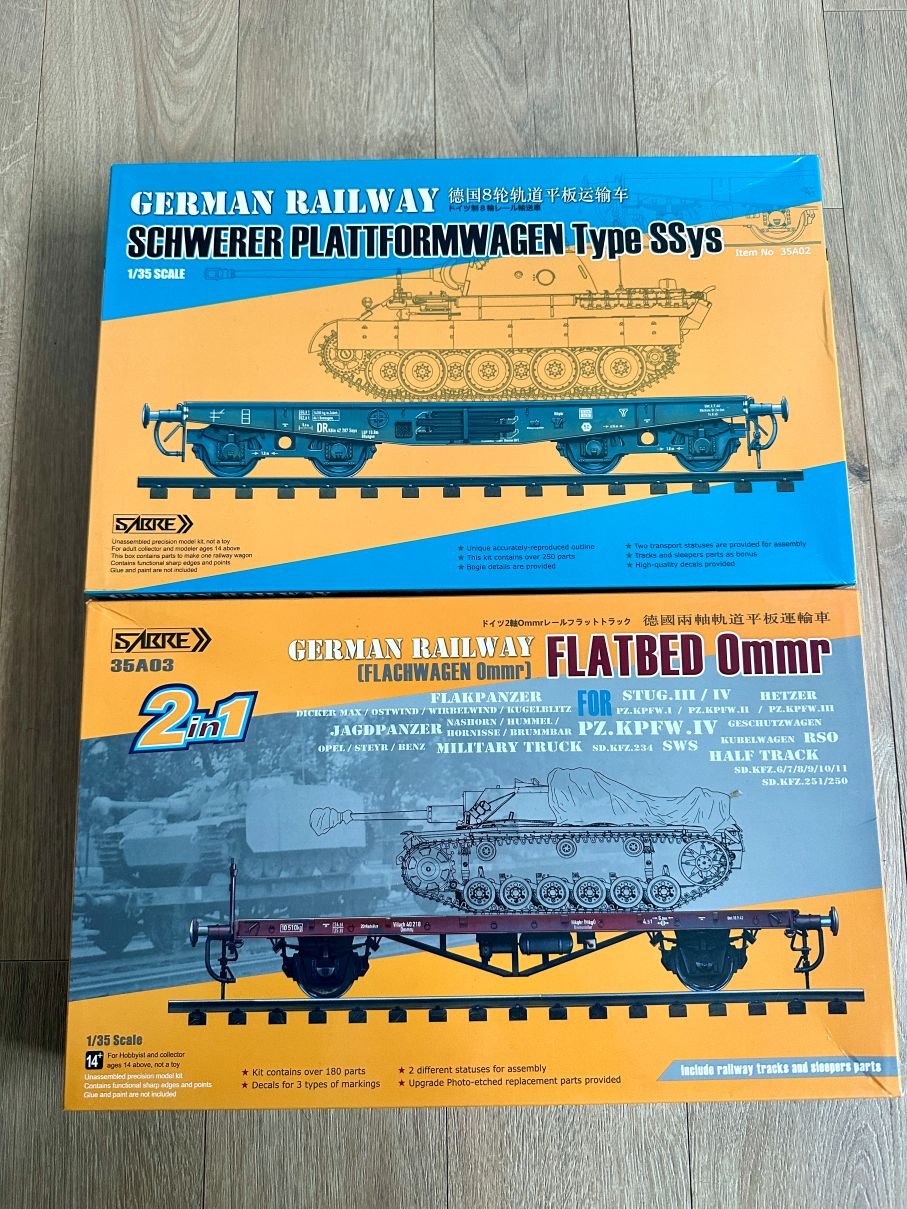 GERMAN RAILWAY 德国8轮轨道平板运输车
ドイツ制8輪レール輸送車
SCHWERER PLATTFORMWAGEN Type SSys
1/35 SCALE
Item No 35A02
DR
SABRE
Unassembled precision model kit, not a toy
For adult collector and modeler ages 14 above
This box contains parts to make one railway wagon
Contains functional sharp edges and points
Glue and paint are not included
★ Unique accurately-reproduced outline
★ This kit contains over 250 parts
★ Bogie details are provided
★ Two transport statuses are provided for assembly
★ Tracks and sleepers parts as bonus
★ High-quality decals provided
SABRE
35A03
ドイツ2軸Ommrレールフラットトラック 德國兩軸軌道平板運輸車
GERMAN RAILWAY
(FLACHWAGEN Ommr)
FLATBED Ommr
2in1
FLAKPANZER FOR STUG.III / IV HETZER
DICKER MAX / OSTWIND / WIRBELWIND / KUGELBLITZ PZ.KPFW.I / PZ.KPFW.II / PZ.KPFW.III
JAGDPANZER NASHORN / HUMMEL / HORNISSE / BRUMMBAR PZ.KPFW.IV GESCHUTZWAGEN
KUBELWAGEN RSO
OPEL / STEYR / BENZ MILITARY TRUCK SD.KFZ.234 SWS
HALF TRACK
SD.KFZ.6/7/8/9/10/11
SD.KFZ.251/250
10 510kg
Villach 40 218
1/35 Scale
14+
For Hobbyist and collector
ages 14 above, not a toy
Unassembled precision model kit
Contains functional sharp edges and points
Glue and paint are not included
★ Kit contains over 180 parts
★ Decals for 3 types of markings
★ 2 different statuses for assembly
★ Upgrade Photo-etched replacement parts provided
Include railway tracks and sleepers parts